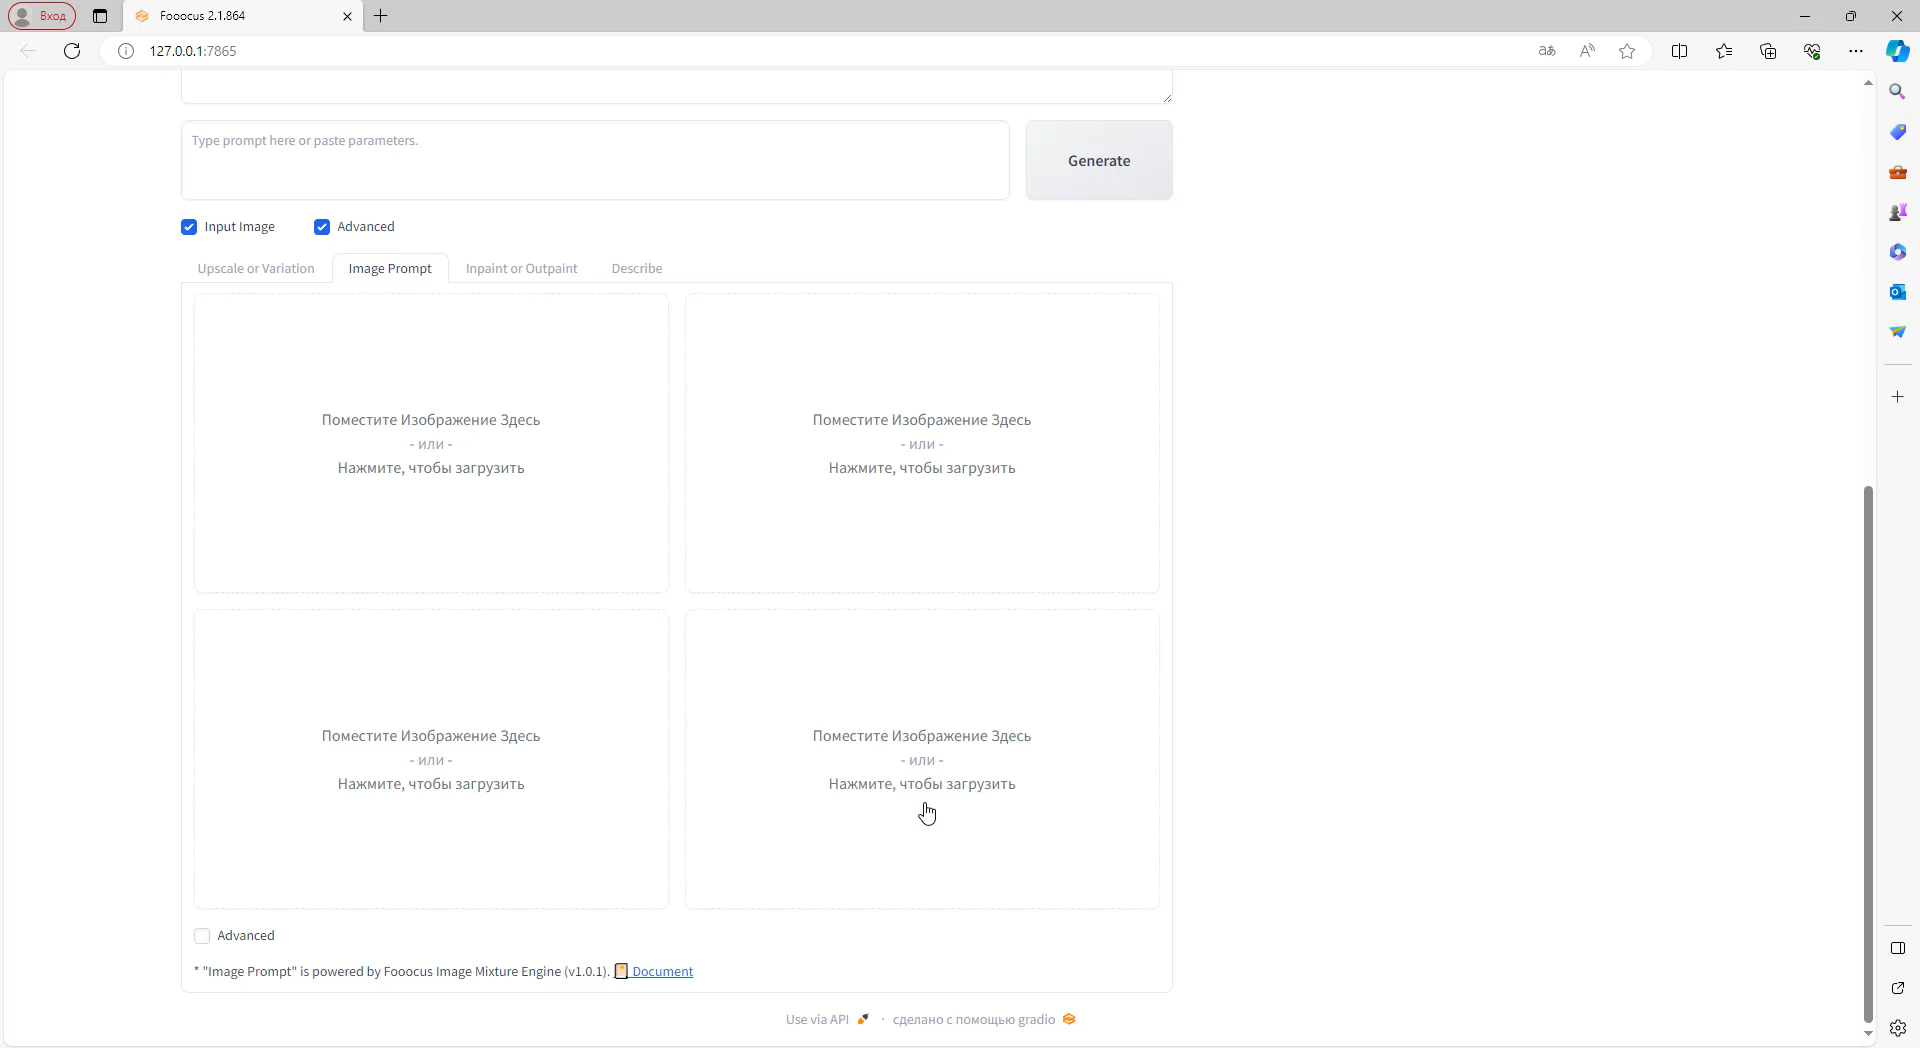 Вход
Fooocus 2.1.864
127.0.0.1:7865
Type prompt here or paste parameters.
Generate
Input Image
Advanced
Upscale or Variation
Image Prompt
Inpaint or Outpaint
Describe
Поместите Изображение Здесь
- или -
Нажмите, чтобы загрузить
Поместите Изображение Здесь
- или -
Нажмите, чтобы загрузить
Поместите Изображение Здесь
- или -
Нажмите, чтобы загрузить
Поместите Изображение Здесь
- или -
Нажмите, чтобы загрузить
Advanced
* "Image Prompt" is powered by Fooocus Image Mixture Engine (v1.0.1). Document
Use via API · сделано с помощью gradio